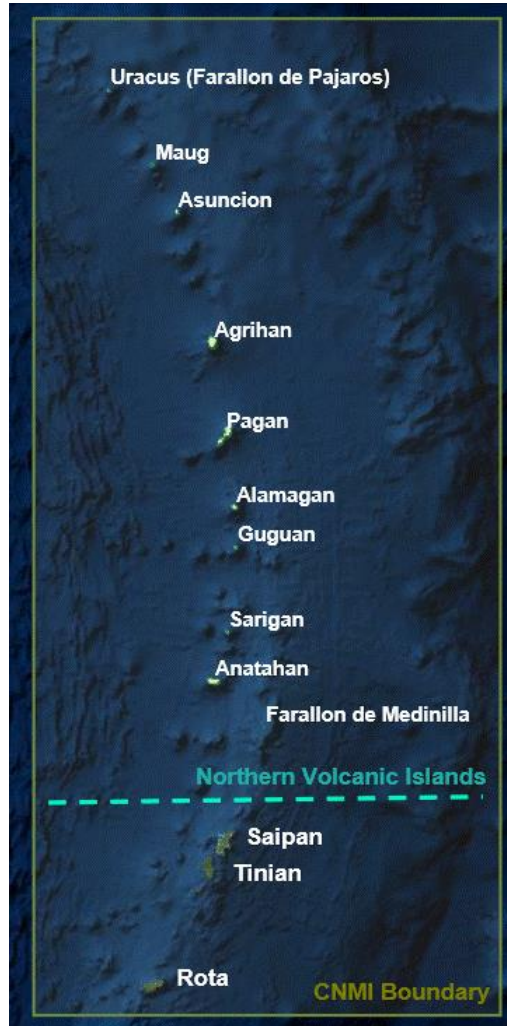 Uracus (Farallon de Pajaros)
Maug
Asuncion
Agrihan
Pagan
Alamagan
Guguan
Sarigan
Anatahan
Farallon de Medinilla
Northern Volcanic Islands
Saipan
Tinian
Rota
CNMI Boundary